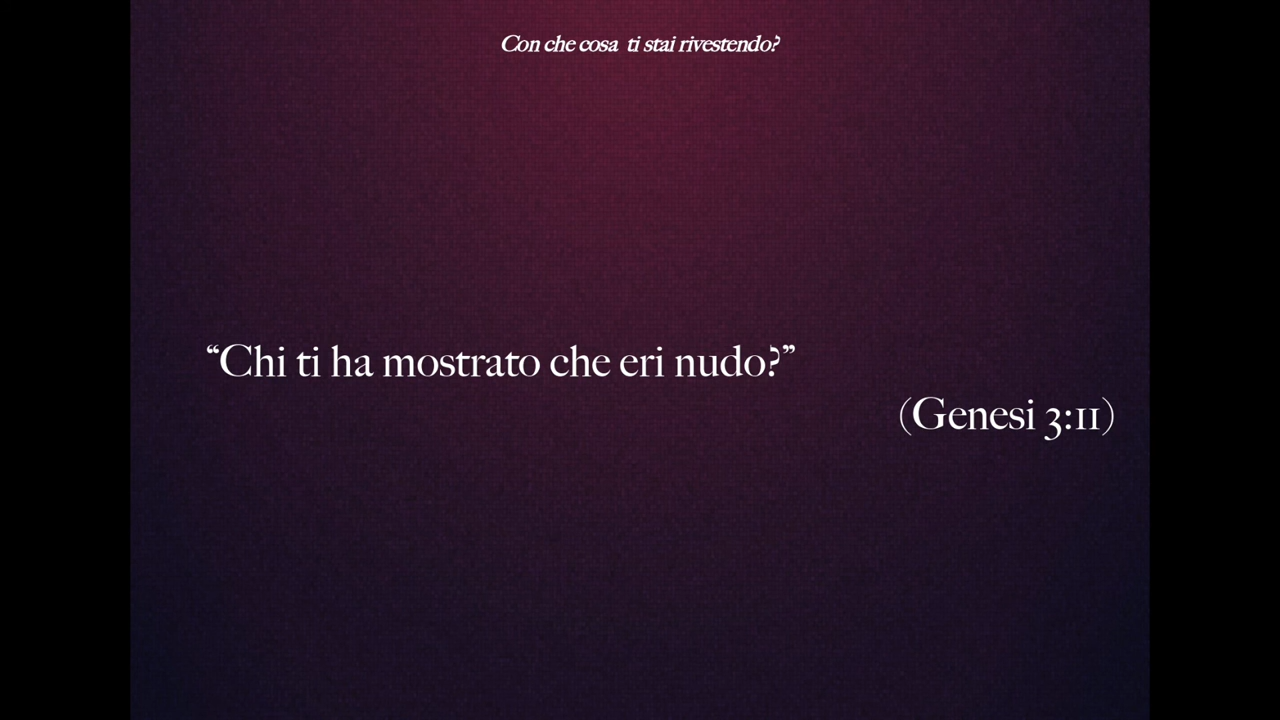 Con che cosa  ti stai rivestendo?
“Chi ti ha mostrato che eri nudo?”
(Genesi 3:11)